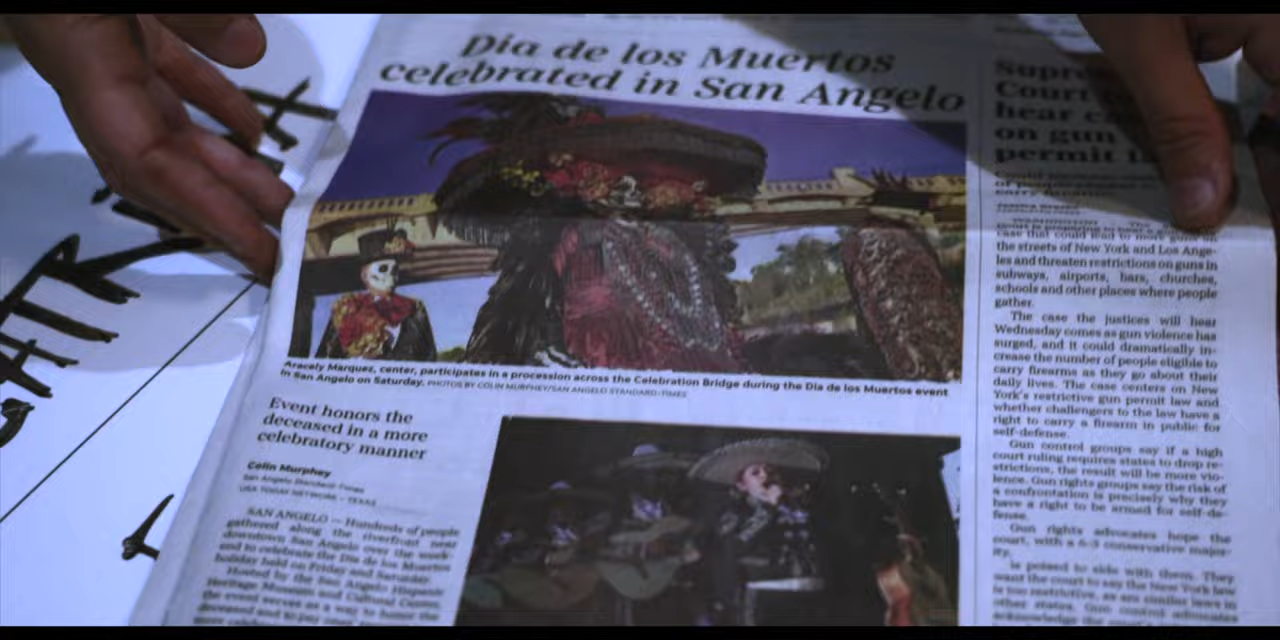 Dia de los Muertos
celebrated in San Angelo
Aracely Marquez, center, participates in a procession across the Celebration Bridge during the Dia de los Muertos event
in San Angelo on Saturday. PHOTOS BY COLIN MURPHEY/SAN ANGELO STANDARD-TIMES
Event honors the
deceased in a more
celebratory manner
Colin Murphey
San Angelo Standard-Times
USA TODAY NETWORK – TEXAS
SAN ANGELO — Hundreds of people
gathered along the riverfront near
downtown San Angelo over the week-
end to celebrate the Dia de los Muertos
holiday held on Friday and Saturday.
Hosted by the San Angelo Hispanic
Heritage Museum and Cultural Center,
the event serves as a way to honor the
deceased and to pay
Court
hear
on gun
permit
WASHINGTON
case that could lead to more guns on
the streets of New York and Los Ange-
les and threaten restrictions on guns in
subways, airports, bars, churches,
schools and other places where people
gather.
The case the justices will hear
Wednesday comes as gun violence has
surged, and it could dramatically in-
crease the number of people eligible to
carry firearms as they go about their
daily lives. The case centers on New
York's restrictive gun permit law and
whether challengers to the law have a
right to carry a firearm in public for
self-defense.
Gun control groups say if a high
court ruling requires states to drop re-
strictions, the result will be more vio-
lence. Gun rights groups say the risk of
a confrontation is precisely why they
have a right to be armed for self-de-
fense.
Gun rights advocates hope the
court, with a 6-3 conservative major-
ity,
is poised to side with them. They
want the court to say the New York law
is too restrictive, as are similar laws in
other states. Gun control advocates
acknowledge the